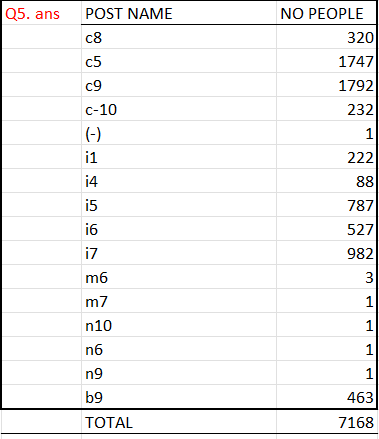 Q5. ans POST NAME NO PEOPLE
c8 320
c5 1747
c9 1792
c-10 232
(-) 1
i1 222
i4 88
i5 787
i6 527
i7 982
m6 3
m7 1
n10 1
n6 1
n9 1
b9 463
TOTAL 7168